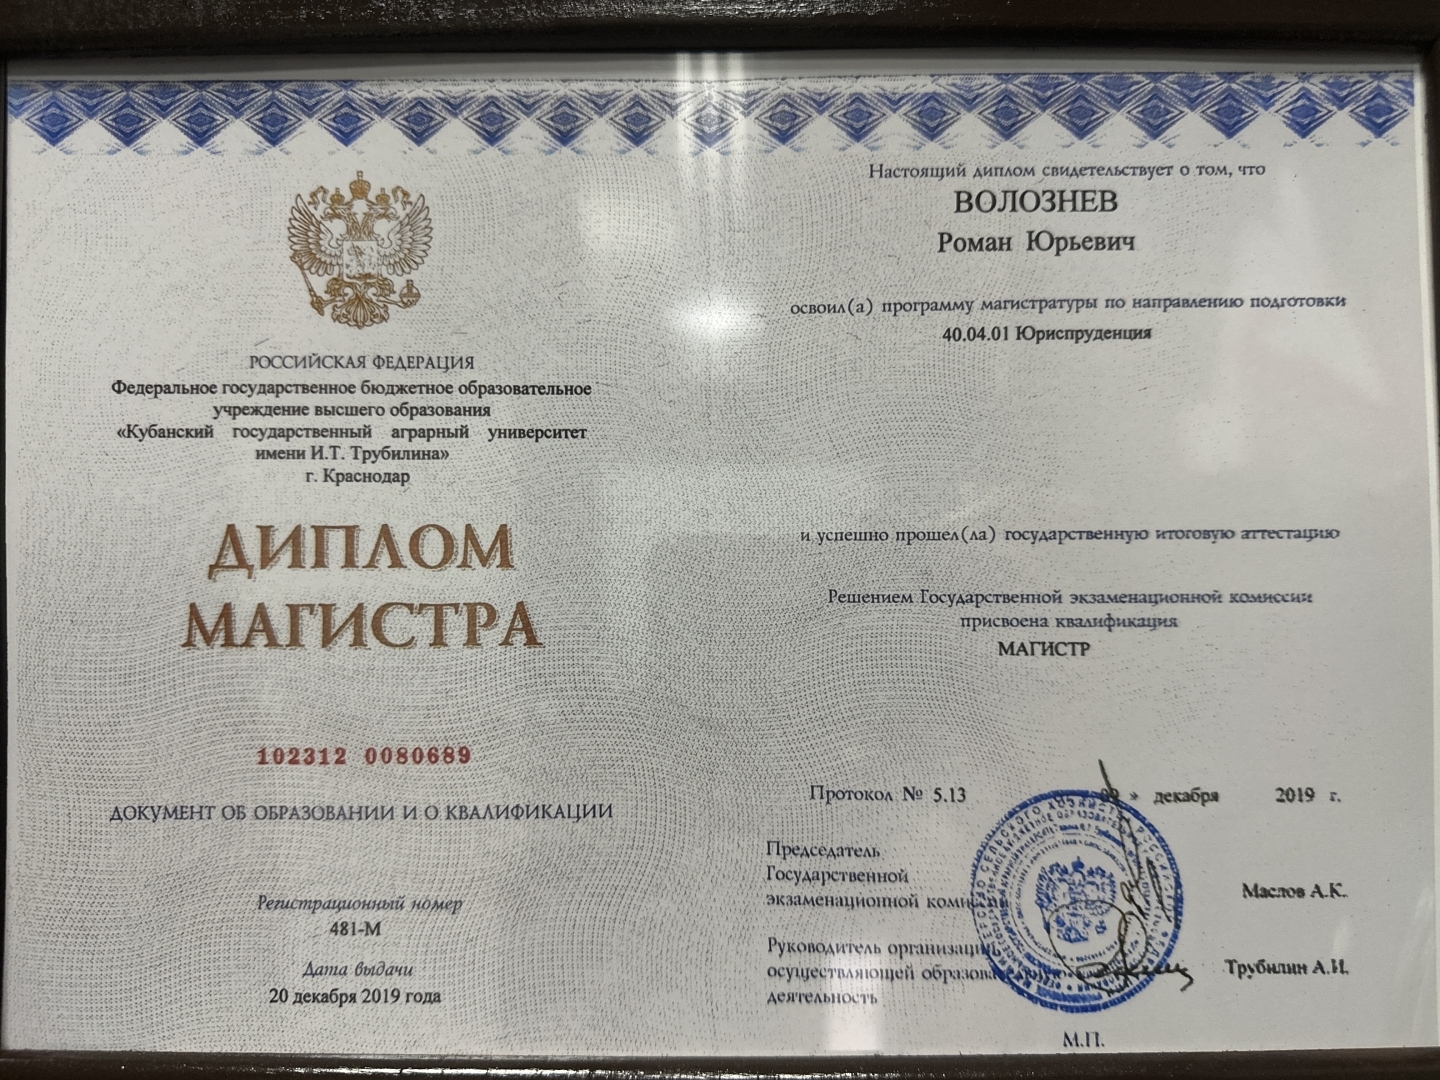 РОССИЙСКАЯ ФЕДЕРАЦИЯ
Федеральное государственное бюджетное образовательное
учреждение высшего образования
«Кубанский государственный аграрный университет
имени И.Т. Трубилина»
г. Краснодар
ДИПЛОМ
МАГИСТРА
102312 0080689
ДОКУМЕНТ ОБ ОБРАЗОВАНИИ И О КВАЛИФИКАЦИИ
Регистрационный номер
481-М
Дата выдачи
20 декабря 2019 года
Настоящий диплом свидетельствует о том, что
ВОЛОЗНЕВ
Роман Юрьевич
освоил(а) программу магистратуры по направлению подготовки
40.04.01 Юриспруденция
и успешно прошел(ла) государственную итоговую аттестацию
Решением Государственной экзаменационной комиссии
присвоена квалификация
МАГИСТР
Протокол № 5.13 » декабря 2019 г.
Председатель
Государственной
экзаменационной
Маслов А.К.
Руководитель организации,
осуществляющей
деятельность
Трубилин А.И.
М.П.